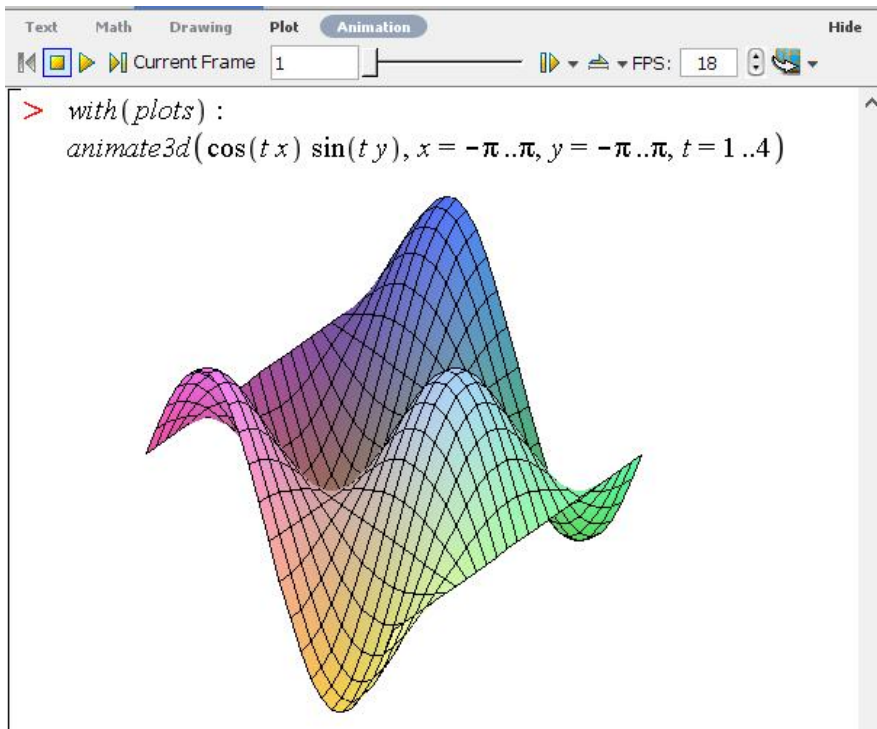 Text Math Drawing Plot Animation Hide
Current Frame 1 FPS: 18
> with(plots) :
animate3d(cos(t x) sin(t y), x = −π ..π, y = −π ..π, t = 1 ..4)